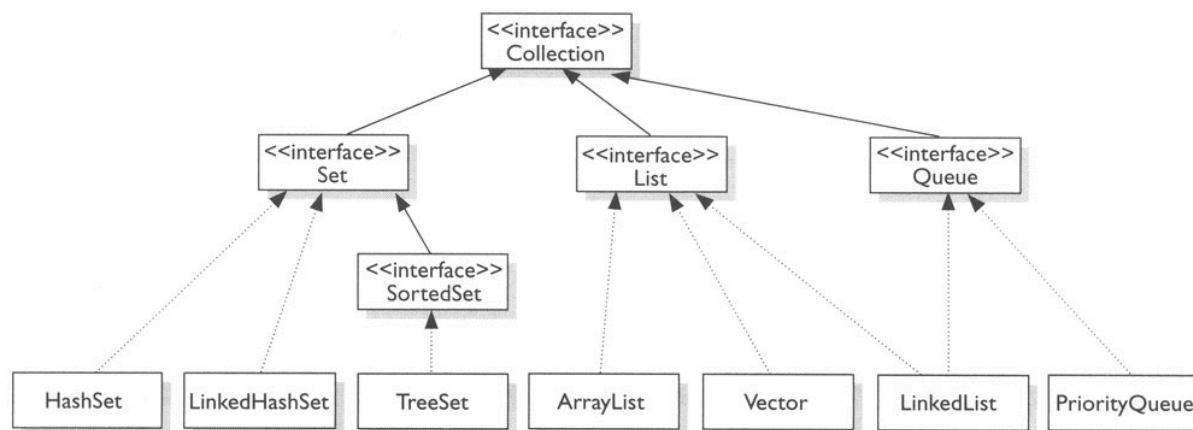 <<interface>>
Collection
<<interface>>
Set
<<interface>>
List
<<interface>>
Queue
<<interface>>
SortedSet
HashSet
LinkedHashSet
TreeSet
ArrayList
Vector
LinkedList
PriorityQueue